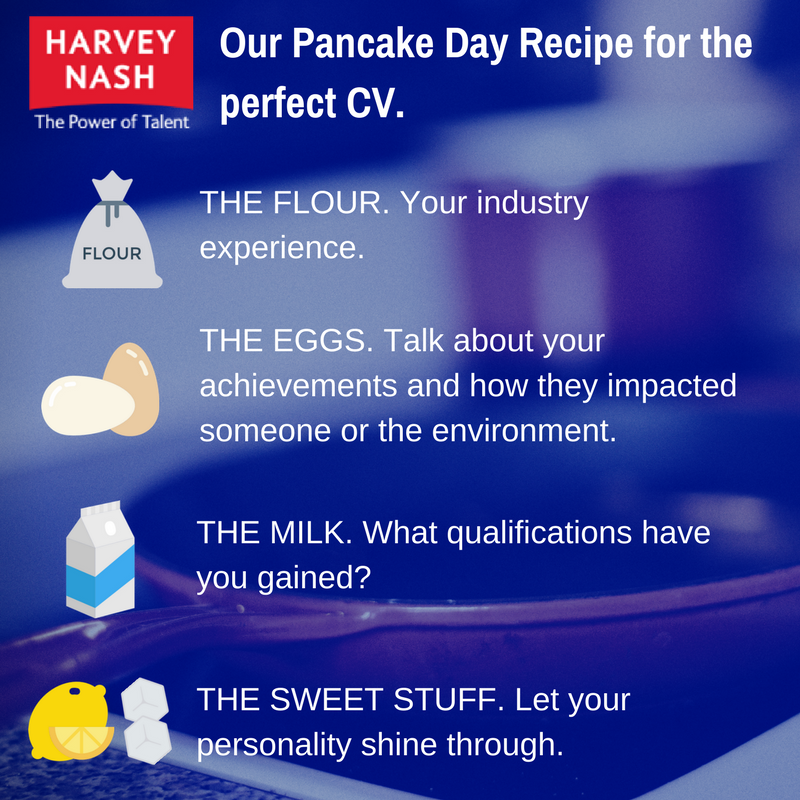 HARVEY
NASH
The Power of Talent
Our Pancake Day Recipe for the
perfect CV.
FLOUR
THE FLOUR. Your industry
experience.
THE EGGS. Talk about your
achievements and how they impacted
someone or the environment.
THE MILK. What qualifications have
you gained?
THE SWEET STUFF. Let your
personality shine through.